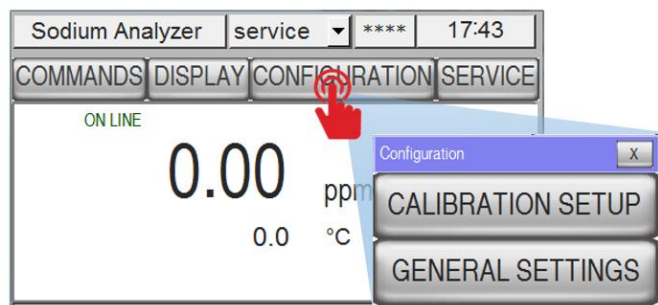 Sodium Analyzer service **** 17:43
COMMANDS DISPLAY CONFIGURATION SERVICE
ON LINE
0.00 ppm
0.0 °C
Configuration X
CALIBRATION SETUP
GENERAL SETTINGS